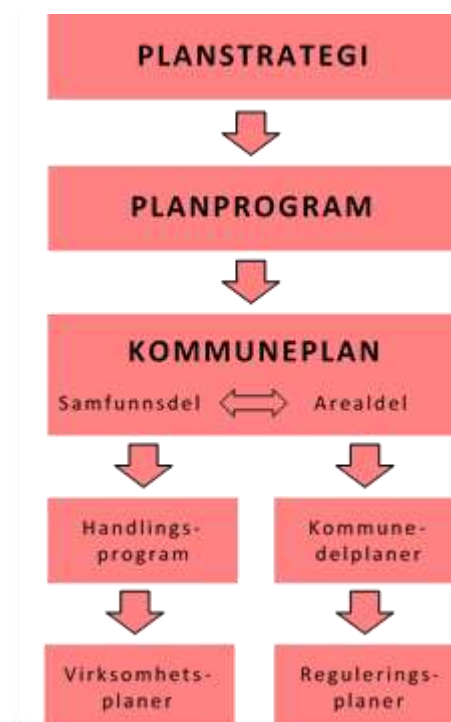 PLANSTRATEGI
PLANPROGRAM
KOMMUNEPLAN
Samfunnsdel Arealdel
Handlings-
program
Kommune-
delplaner
Virksomhets-
planer
Regulerings-
planer